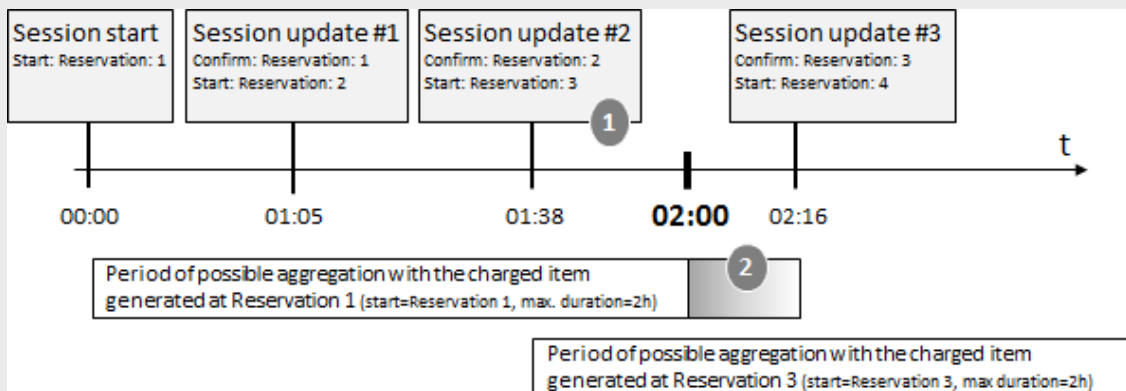 Session start
Start: Reservation: 1
Session update #1
Confirm: Reservation: 1
Start: Reservation: 2
Session update #2
Confirm: Reservation: 2
Start: Reservation: 3
Session update #3
Confirm: Reservation: 3
Start: Reservation: 4
1
t
00:00
01:05
01:38
02:00
02:16
Period of possible aggregation with the charged item
generated at Reservation 1 (start=Reservation 1, max. duration=2h)
2
Period of possible aggregation with the charged item
generated at Reservation 3 (start=Reservation 3, max duration=2h)